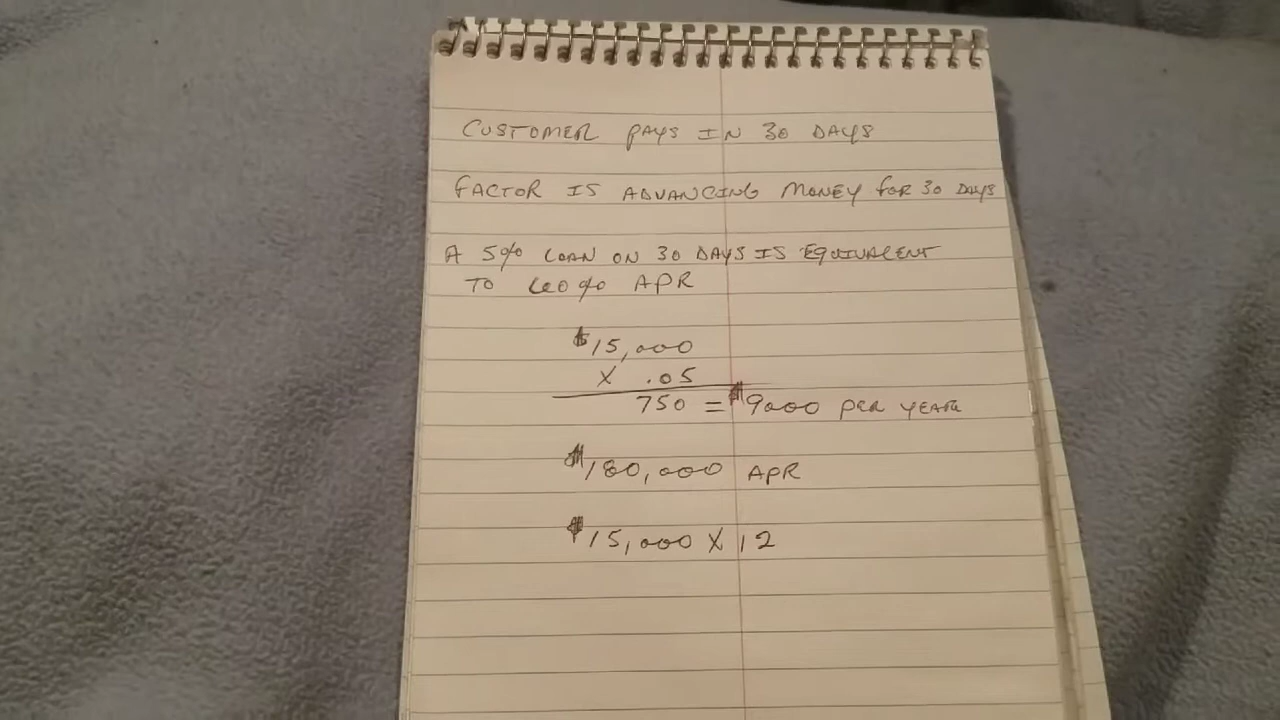 CUSTOMER PAYS IN 30 DAYS
FACTOR IS ADVANCING MONEY FOR 30 DAYS
A 5% LOAN ON 30 DAYS IS EQUIVALENT
TO 60% APR
$15,000
X .05
750 = $9000 PER YEAR
$180,000 APR
$15,000 X 12